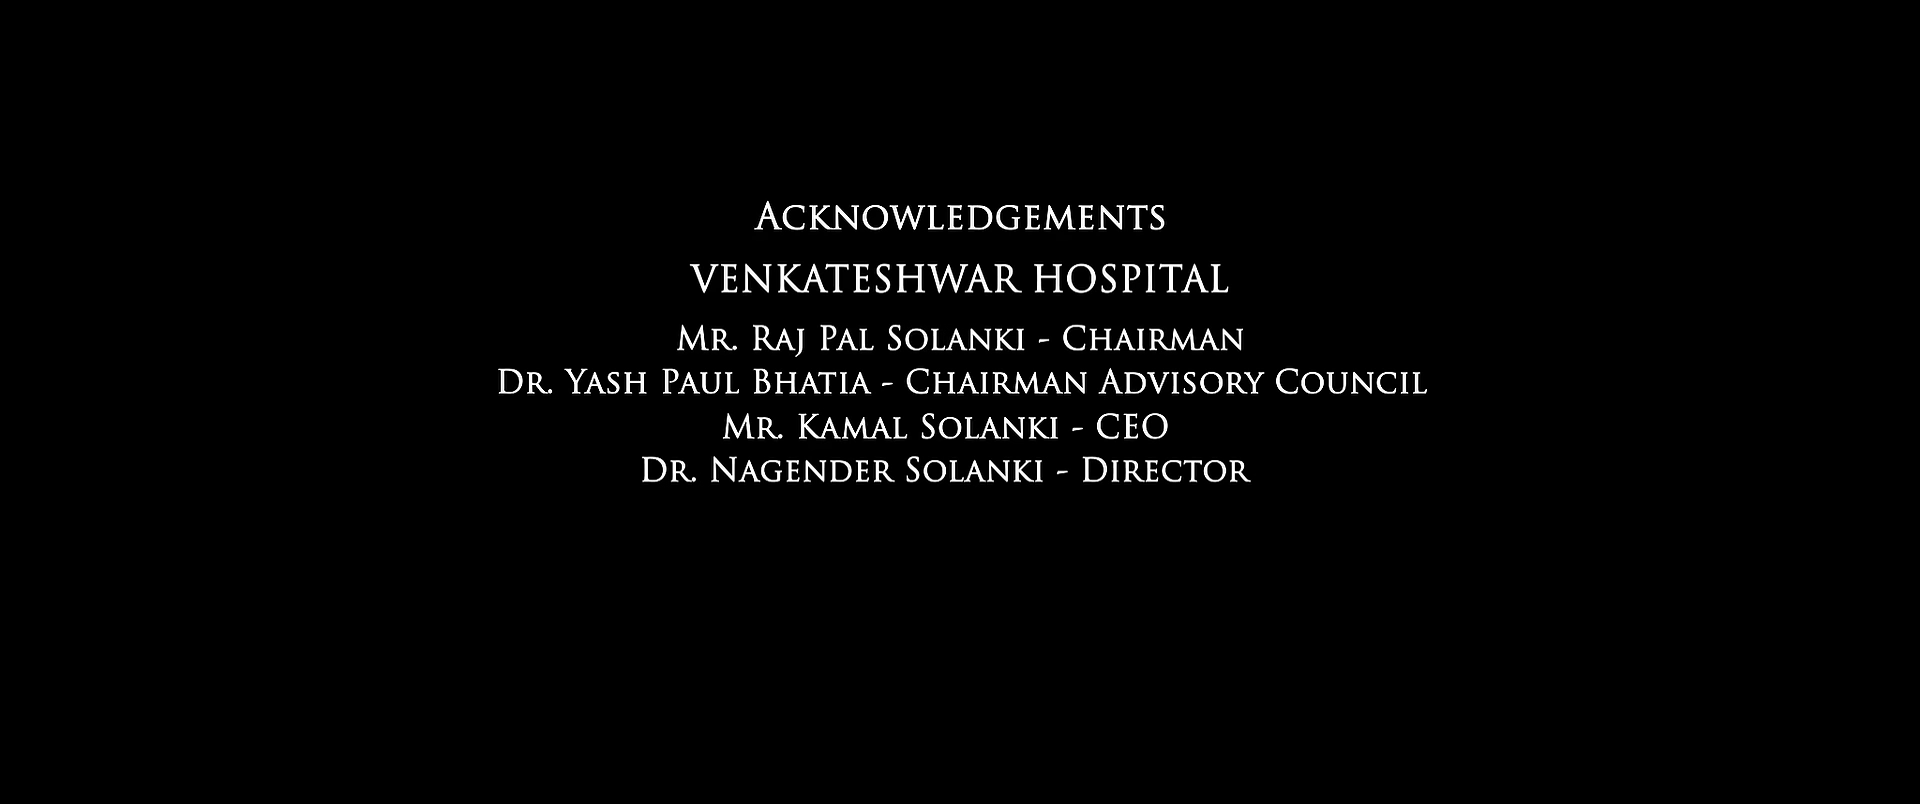 Acknowledgements
VENKATESHWAR HOSPITAL
Mr. Raj Pal Solanki - Chairman
Dr. Yash Paul Bhatia - Chairman Advisory Council
Mr. Kamal Solanki - CEO
Dr. Nagender Solanki - Director